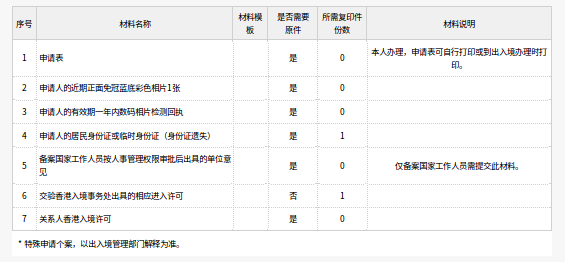 序号 材料名称 材料模板 是否需要原件 所需复印件份数 材料说明
1 申请表 是 0 本人办理，申请表可自行打印或到出入境办理时打印。
2 申请人的近期正面免冠蓝底彩色相片1张 是 0
3 申请人的有效期一年内数码相片检测回执 是 0
4 申请人的居民身份证或临时身份证（身份证遗失） 是 1
5 备案国家工作人员按人事管理权限审批后出具的单位意见 是 0 仅备案国家工作人员需提交此材料。
6 交验香港入境事务处出具的相应进入许可 否 1
7 关系人香港入境许可 是 0
* 特殊申请个案，以出入境管理部门解释为准。